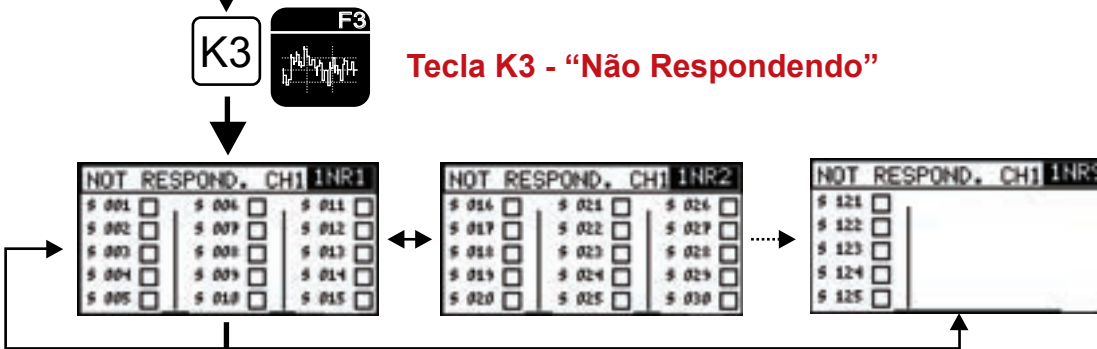 F3
K3
Tecla K3 - “Não Respondendo”
NOT RESPOND. CH1 1NR1
S 001 S 006 S 011
S 002 S 007 S 012
S 003 S 008 S 013
S 004 S 009 S 014
S 005 S 010 S 015
NOT RESPOND. CH1 1NR2
S 016 S 021 S 026
S 017 S 022 S 027
S 018 S 023 S 028
S 019 S 024 S 029
S 020 S 025 S 030
NOT RESPOND. CH1 1NR9
S 121
S 122
S 123
S 124
S 125